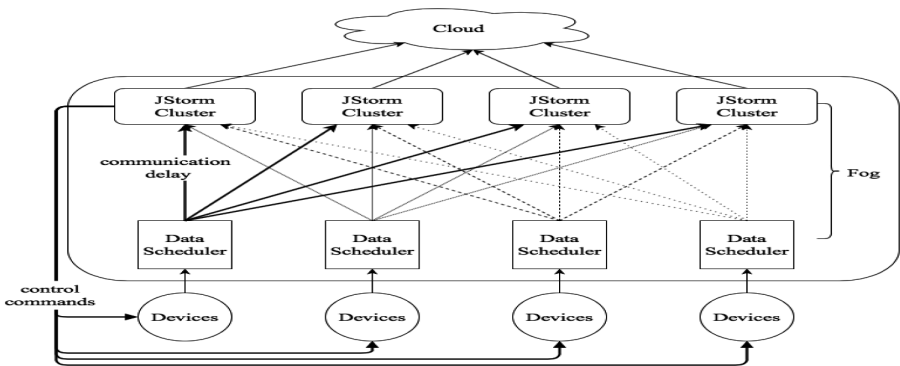 Cloud
JStorm
Cluster
JStorm
Cluster
JStorm
Cluster
JStorm
Cluster
communication
delay
Fog
Data
Scheduler
Data
Scheduler
Data
Scheduler
Data
Scheduler
control
commands
Devices
Devices
Devices
Devices